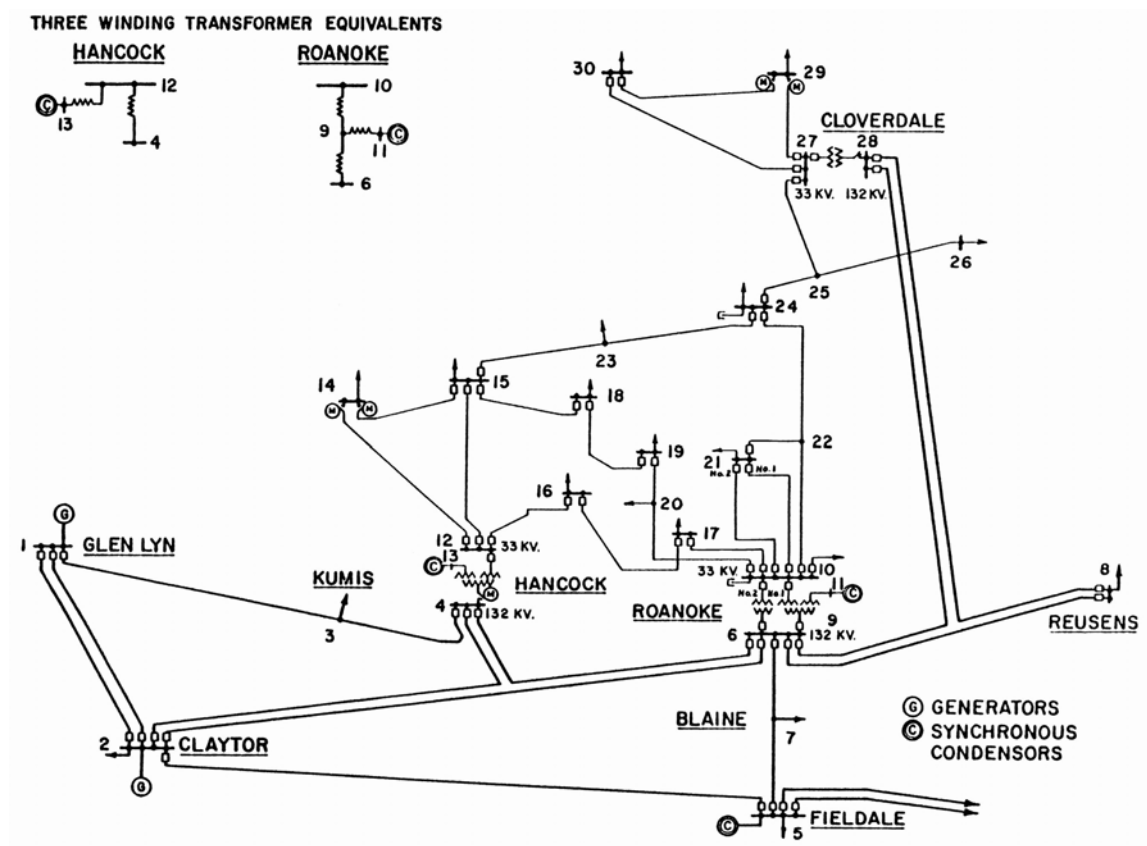 THREE WINDING TRANSFORMER EQUIVALENTS
HANCOCK
ROANOKE
12
C
13
4
10
9
C
11
6
30
M
M
29
CLOVERDALE
27
28
33 KV.
132 KV.
26
25
24
23
14
M
M
15
18
19
22
21
No.2
No.1
16
20
17
G
1
GLEN LYN
12
33 KV.
13
C
HANCOCK
M
KUMIS
3
4
132 KV.
33 KV.
10
No.2
No.1
11
C
ROANOKE
9
6
132 KV.
8
REUSENS
BLAINE
7
2
CLAYTOR
G
G GENERATORS
C SYNCHRONOUS
CONDENSORS
C
5
FIELDALE